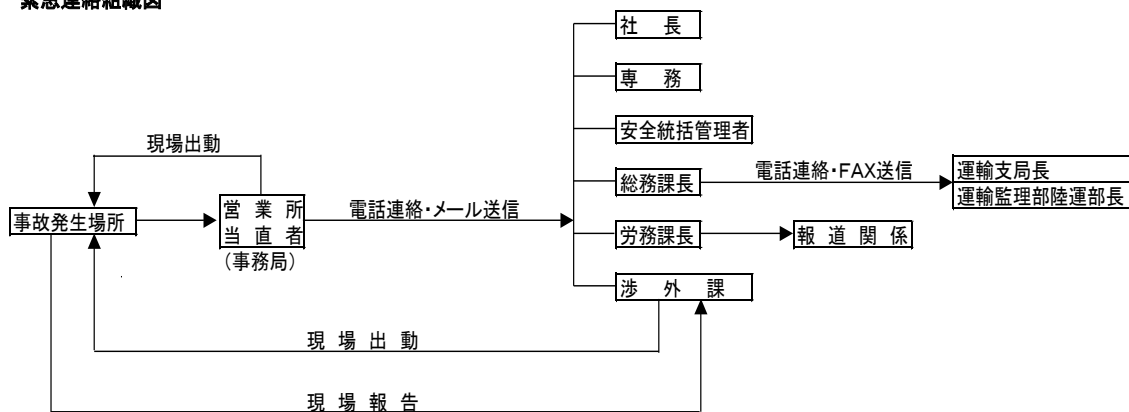 緊急連絡組織図
社 長
専 務
安全統括管理者
現場出動
総務課長
電話連絡・FAX送信
運輸支局長
運輸監理部陸運部長
事故発生場所
営 業 所
当 直 者
(事務局)
電話連絡・メール送信
労務課長
報 道 関 係
渉 外 課
現 場 出 動
現 場 報 告